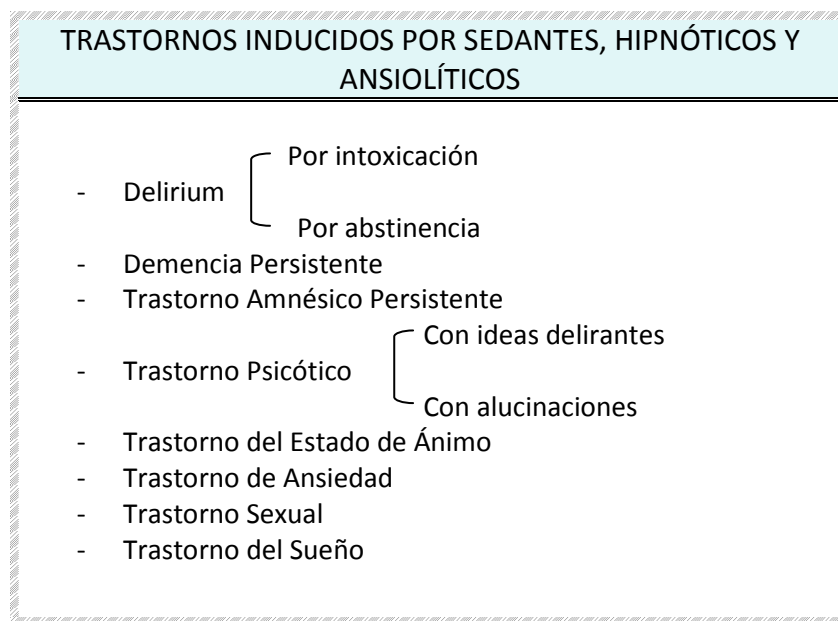 TRASTORNOS INDUCIDOS POR SEDANTES, HIPNÓTICOS Y
ANSIOLÍTICOS
Por intoxicación
- Delirium
Por abstinencia
- Demencia Persistente
- Trastorno Amnésico Persistente
Con ideas delirantes
- Trastorno Psicótico
Con alucinaciones
- Trastorno del Estado de Ánimo
- Trastorno de Ansiedad
- Trastorno Sexual
- Trastorno del Sueño